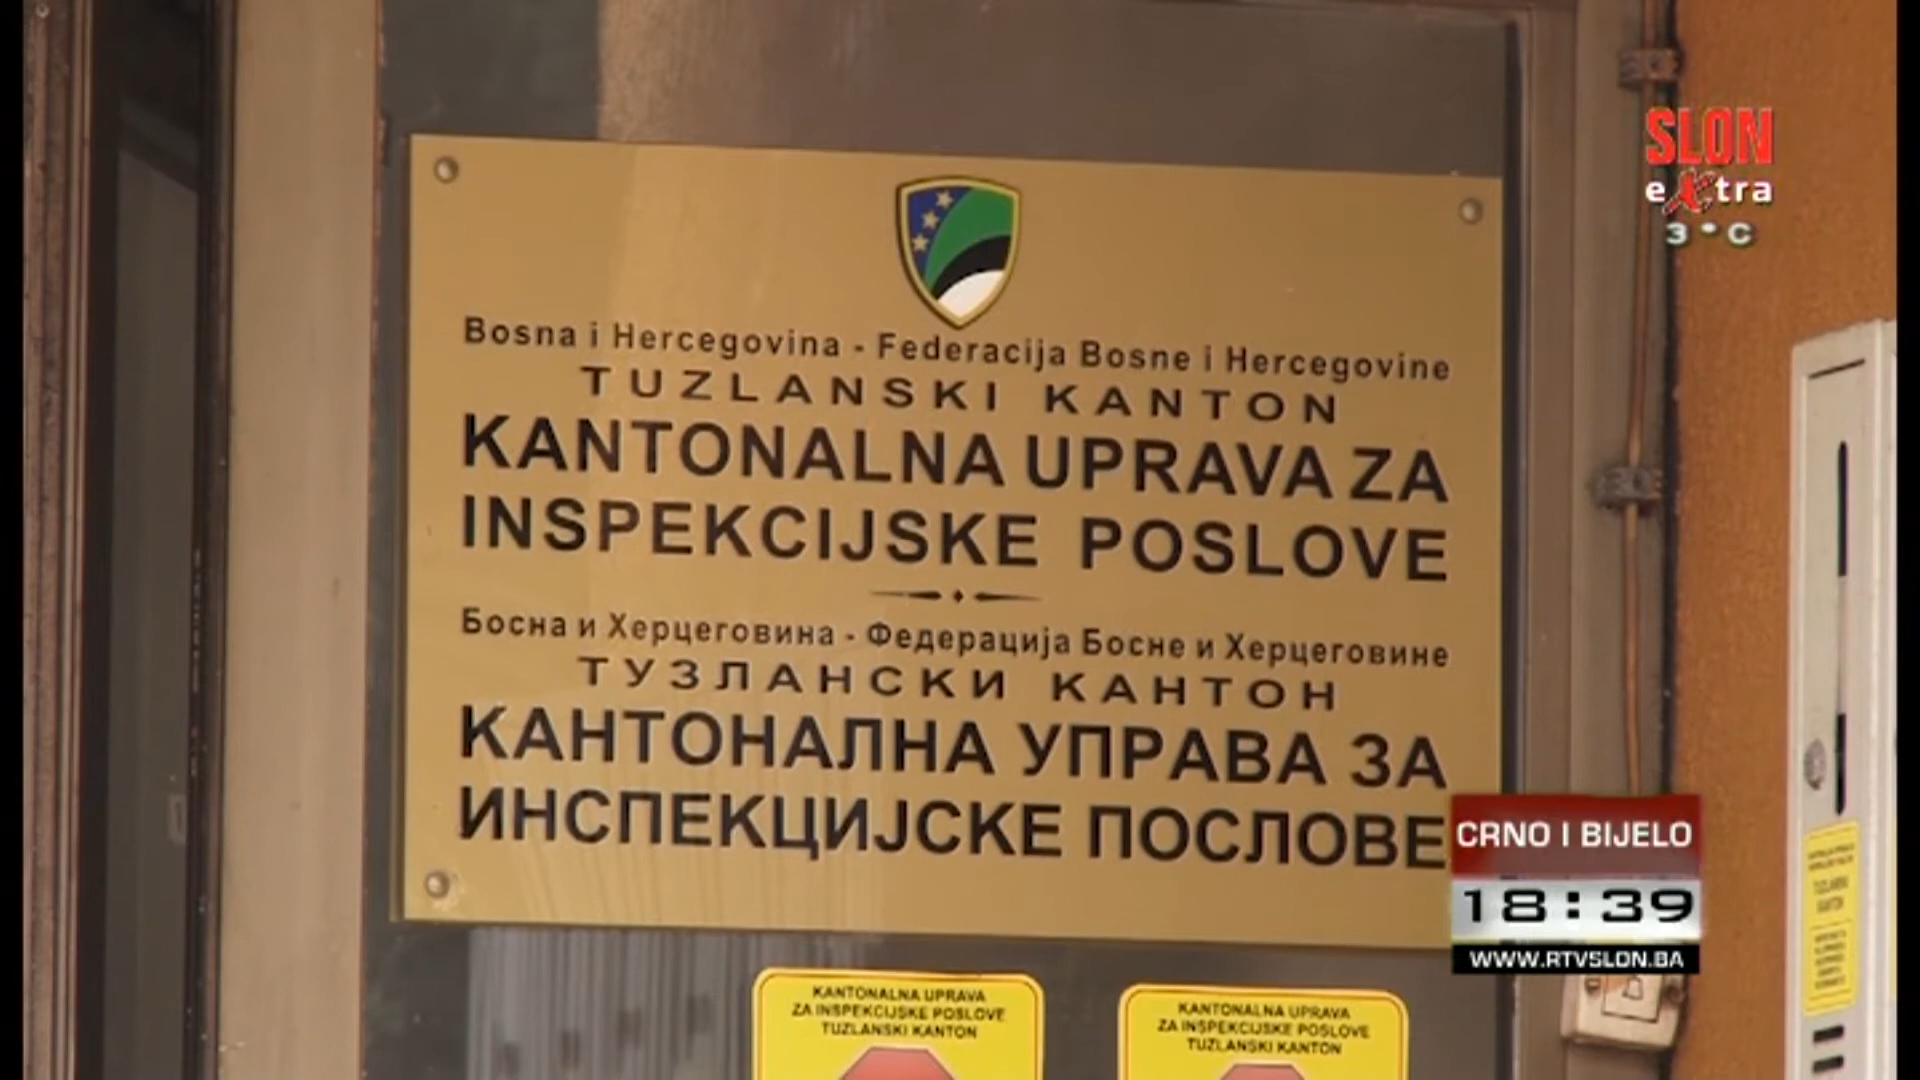 SLON
extra
3°C
Bosna i Hercegovina - Federacija Bosne i Hercegovine
TUZLANSKI KANTON
KANTONALNA UPRAVA ZA
INSPEKCIJSKE POSLOVE
Босна и Херцеговина - Федерација Босне и Херцеговине
ТУЗЛАНСКИ КАНТОН
КАНТОНАЛНА УПРАВА ЗА
ИНСПЕКЦИЈСКЕ ПОСЛОВЕ
CRNO I BIJELO
18:39
WWW.RTVSLON.BA
KANTONALNA UPRAVA
ZA INSPEKCIJSKE POSLOVE
TUZLANSKI KANTON
KANTONALNA UPRAVA
ZA INSPEKCIJSKE POSLOVE
TUZLANSKI KANTON